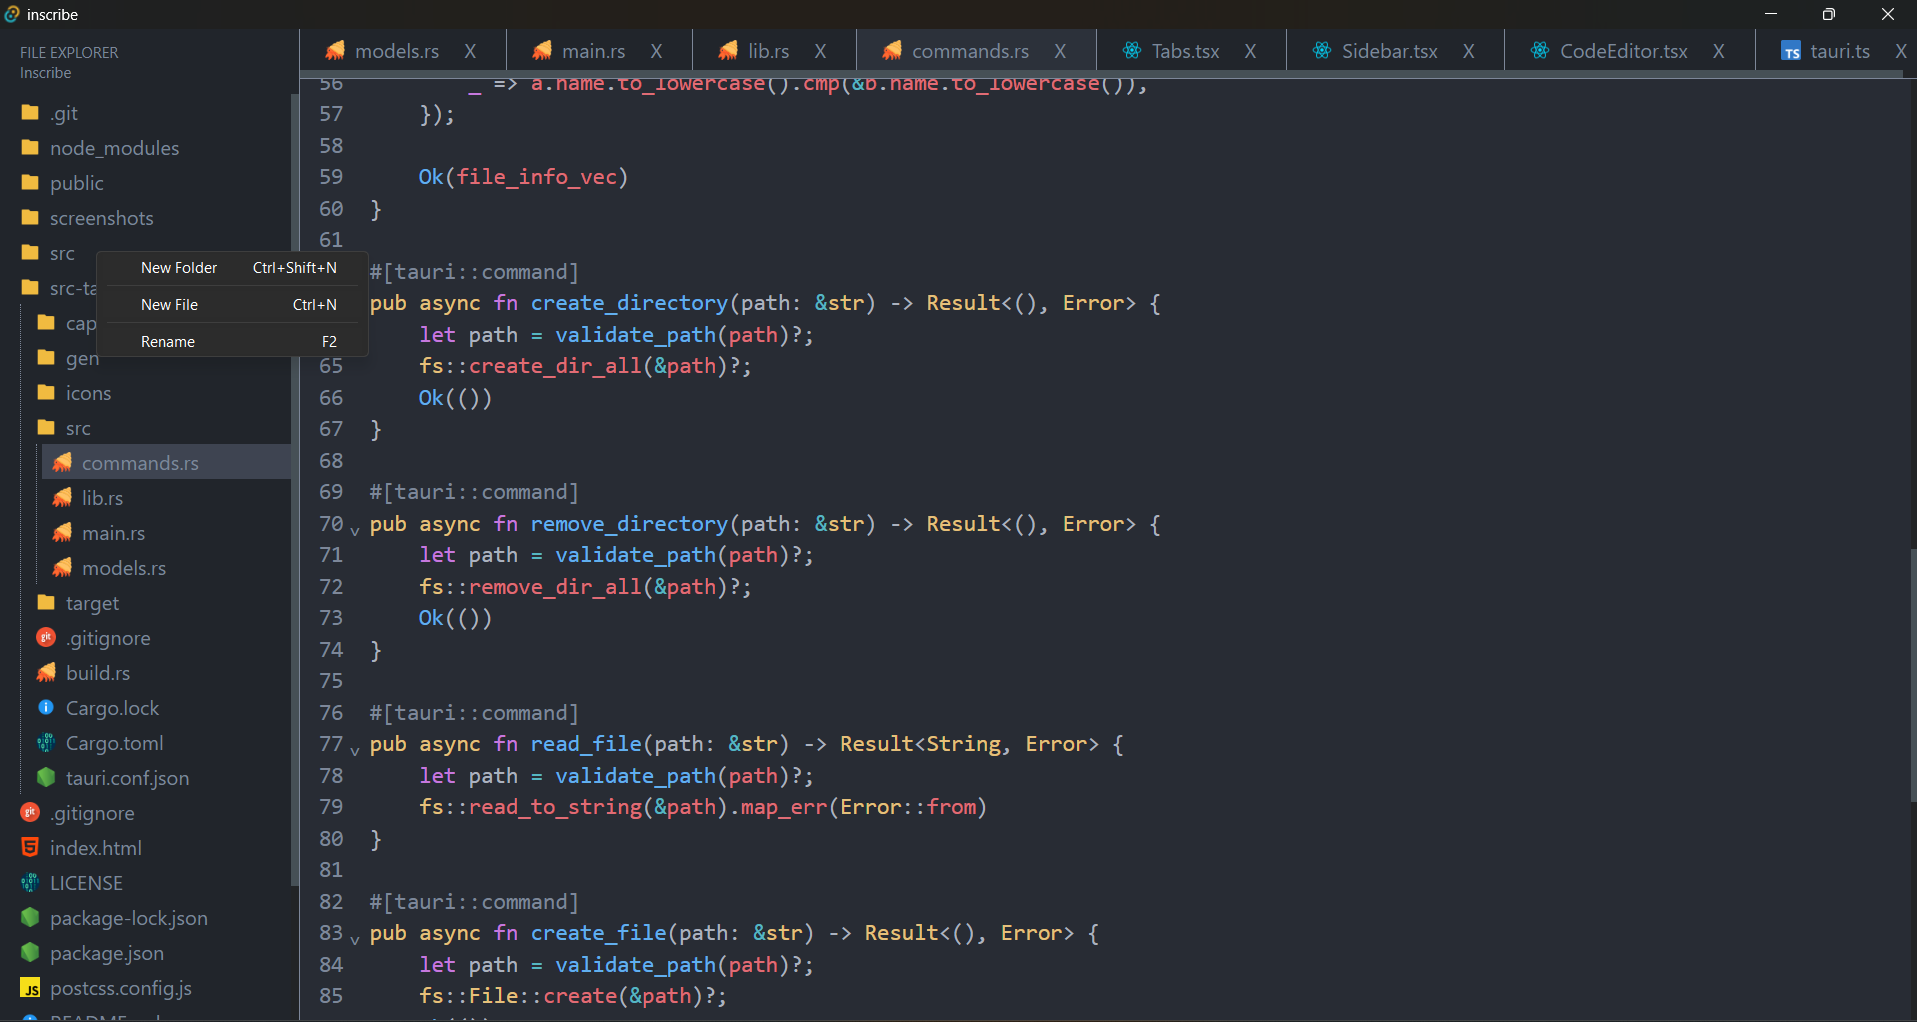 inscribe
FILE EXPLORER
Inscribe
.git
node_modules
public
screenshots
src
src-ta
cap
gen
icons
src
commands.rs
lib.rs
main.rs
models.rs
target
.gitignore
build.rs
Cargo.lock
Cargo.toml
tauri.conf.json
.gitignore
index.html
LICENSE
package-lock.json
package.json
postcss.config.js
New Folder Ctrl+Shift+N
New File Ctrl+N
Rename F2
models.rs X main.rs X lib.rs X commands.rs X Tabs.tsx X Sidebar.tsx X CodeEditor.tsx X TS tauri.ts X
56 _ => a.name.to_lowercase().cmp(&b.name.to_lowercase()),
57 });
58
59 Ok(file_info_vec)
60 }
61
#[tauri::command]
pub async fn create_directory(path: &str) -> Result<(), Error> {
let path = validate_path(path)?;
65 fs::create_dir_all(&path)?;
66 Ok(())
67 }
68
69 #[tauri::command]
70 pub async fn remove_directory(path: &str) -> Result<(), Error> {
71 let path = validate_path(path)?;
72 fs::remove_dir_all(&path)?;
73 Ok(())
74 }
75
76 #[tauri::command]
77 pub async fn read_file(path: &str) -> Result<String, Error> {
78 let path = validate_path(path)?;
79 fs::read_to_string(&path).map_err(Error::from)
80 }
81
82 #[tauri::command]
83 pub async fn create_file(path: &str) -> Result<(), Error> {
84 let path = validate_path(path)?;
85 fs::File::create(&path)?;